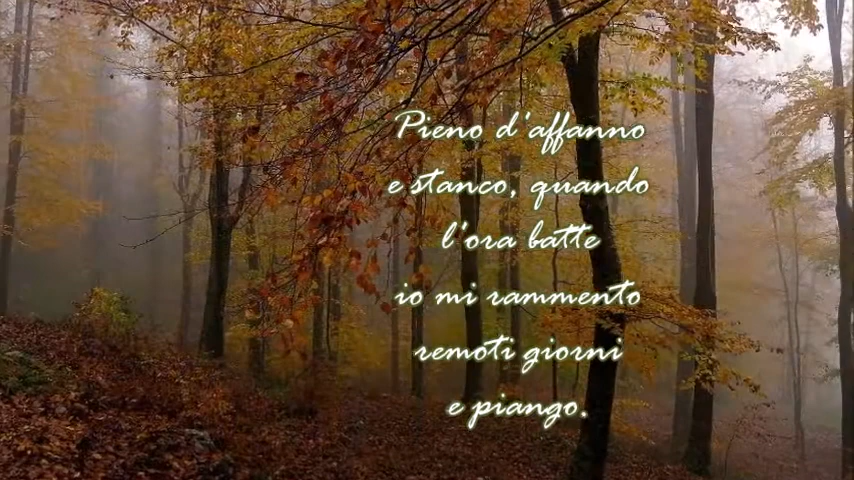 Pieno d'affanno
e stanco, quando
l'ora batte
io mi rammento
remoti giorni
e piango.